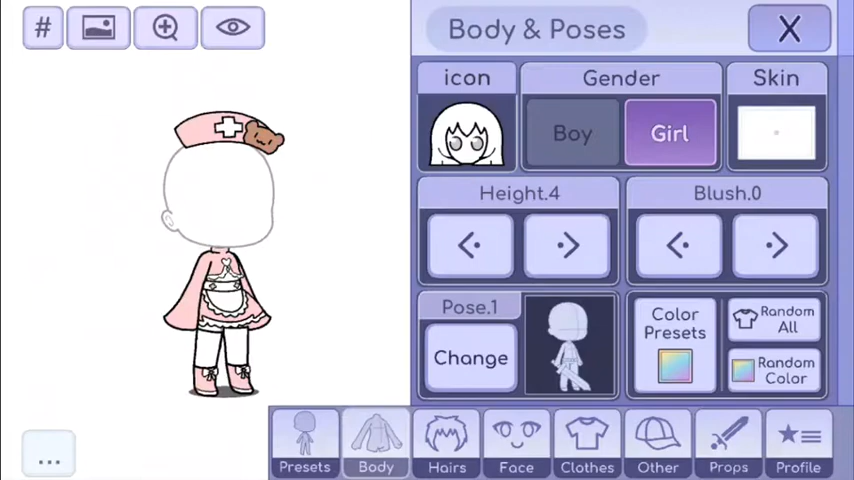 #
Body & Poses
X
icon
Gender
Skin
Boy
Girl
Height.4
Blush.0
Pose.1
Change
Color
Presets
Random
All
Random
Color
...
Presets
Body
Hairs
Face
Clothes
Other
Props
Profile